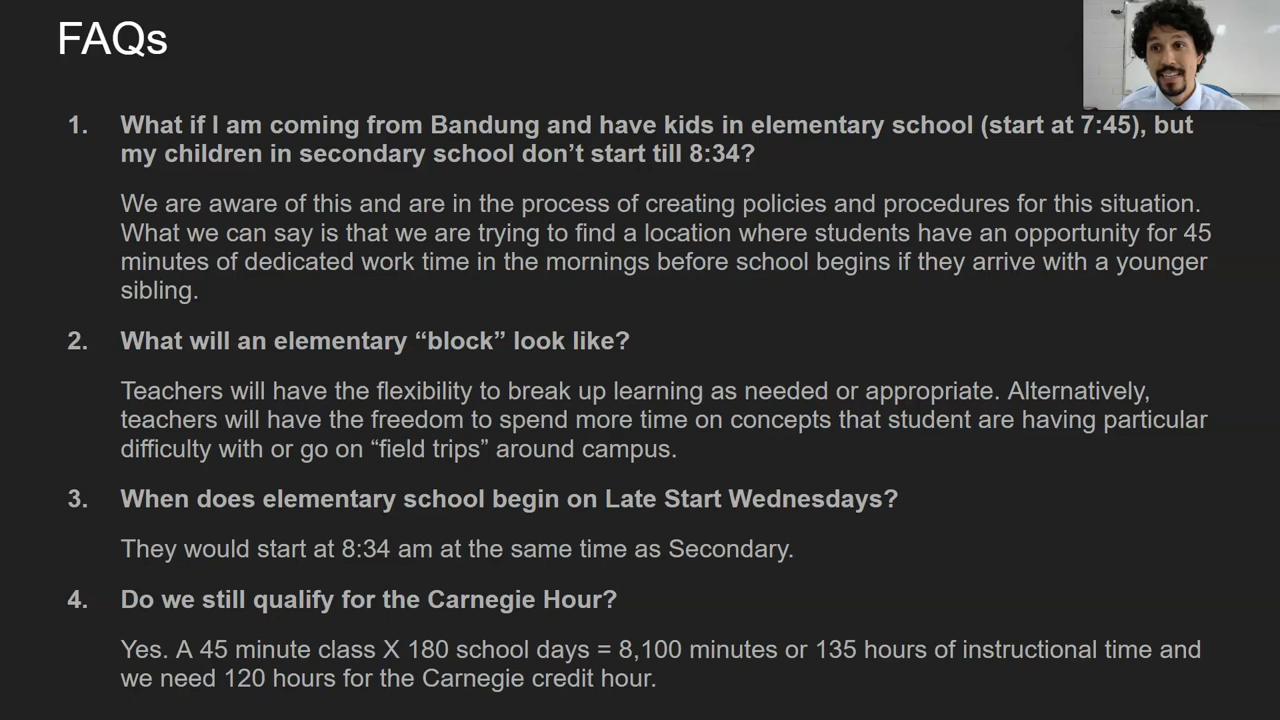 FAQs
1. What if I am coming from Bandung and have kids in elementary school (start at 7:45), but
my children in secondary school don’t start till 8:34?
We are aware of this and are in the process of creating policies and procedures for this situation.
What we can say is that we are trying to find a location where students have an opportunity for 45
minutes of dedicated work time in the mornings before school begins if they arrive with a younger
sibling.
2. What will an elementary “block” look like?
Teachers will have the flexibility to break up learning as needed or appropriate. Alternatively,
teachers will have the freedom to spend more time on concepts that student are having particular
difficulty with or go on “field trips” around campus.
3. When does elementary school begin on Late Start Wednesdays?
They would start at 8:34 am at the same time as Secondary.
4. Do we still qualify for the Carnegie Hour?
Yes. A 45 minute class X 180 school days = 8,100 minutes or 135 hours of instructional time and
we need 120 hours for the Carnegie credit hour.